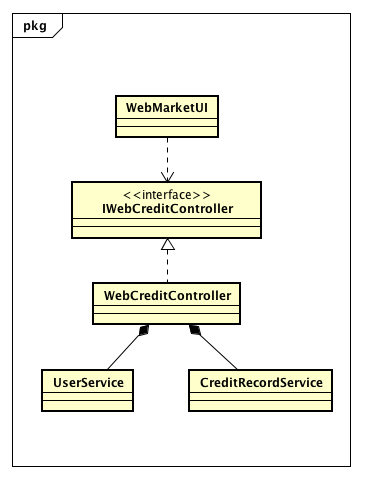 pkg
WebMarketUI
<<interface>>
IWebCreditController
WebCreditController
UserService
CreditRecordService